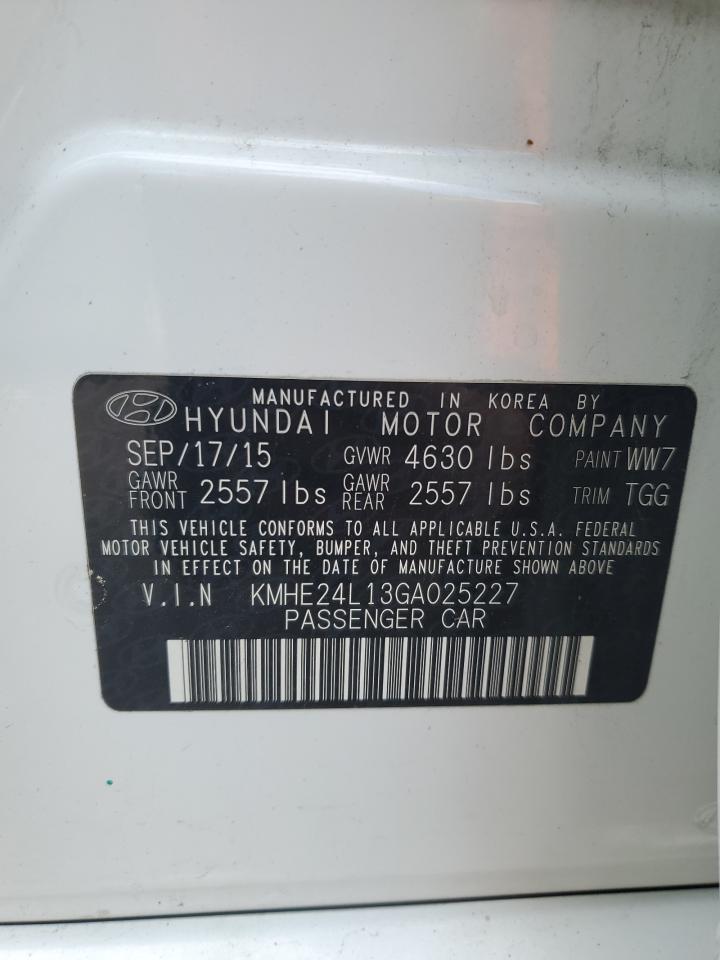 MANUFACTURED IN KOREA BY
HYUNDAI MOTOR COMPANY
SEP/17/15 GVWR 4630 lbs PAINT WW7
GAWR FRONT 2557 lbs GAWR REAR 2557 lbs TRIM TGG
THIS VEHICLE CONFORMS TO ALL APPLICABLE U.S.A. FEDERAL
MOTOR VEHICLE SAFETY, BUMPER, AND THEFT PREVENTION STANDARDS
IN EFFECT ON THE DATE OF MANUFACTURE SHOWN ABOVE
V.I.N KMHE24L13GA025227
PASSENGER CAR